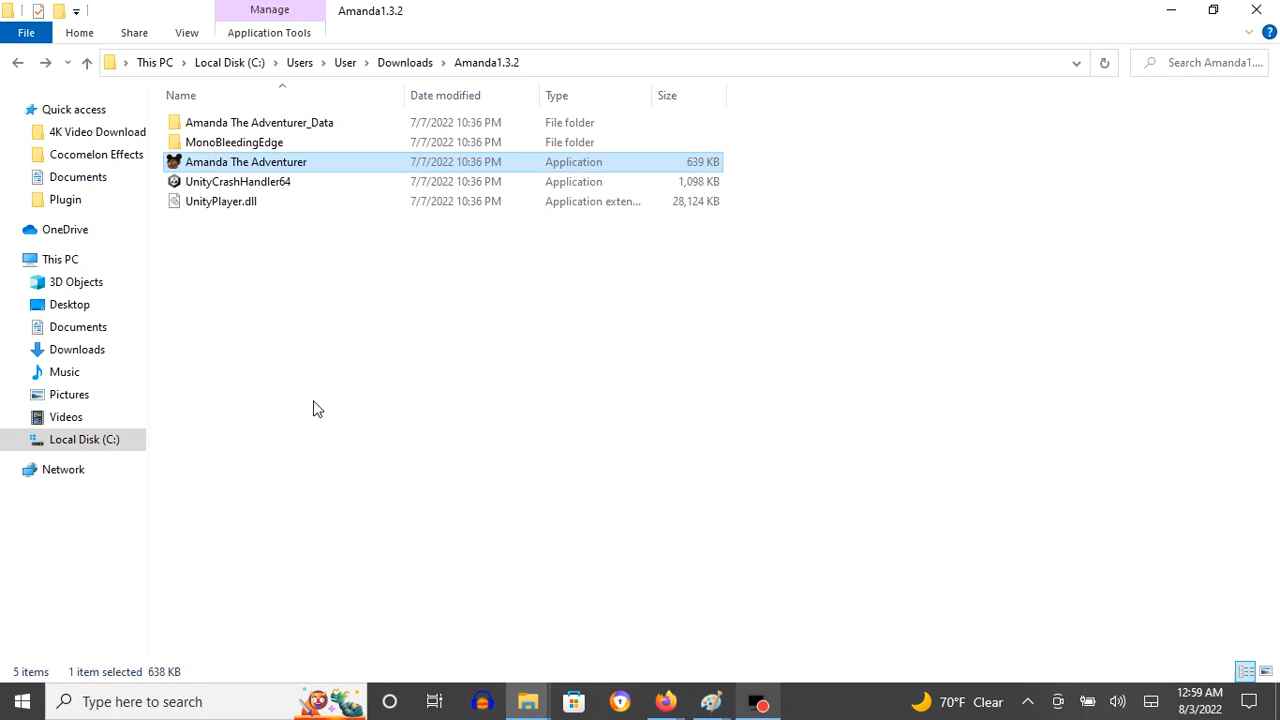 Manage
Amanda1.3.2
File
Home
Share
View
Application Tools
This PC
Local Disk (C:)
Users
User
Downloads
Amanda1.3.2
Search Amanda1....
Name
Date modified
Type
Size
Amanda The Adventurer_Data 7/7/2022 10:36 PM File folder
MonoBleedingEdge 7/7/2022 10:36 PM File folder
Amanda The Adventurer 7/7/2022 10:36 PM Application 639 KB
UnityCrashHandler64 7/7/2022 10:36 PM Application 1,098 KB
UnityPlayer.dll 7/7/2022 10:36 PM Application exten... 28,124 KB
Quick access
4K Video Download
Cocomelon Effects
Documents
Plugin
OneDrive
This PC
3D Objects
Desktop
Documents
Downloads
Music
Pictures
Videos
Local Disk (C:)
Network
5 items 1 item selected 638 KB
Type here to search
70°F Clear
12:59 AM
8/3/2022